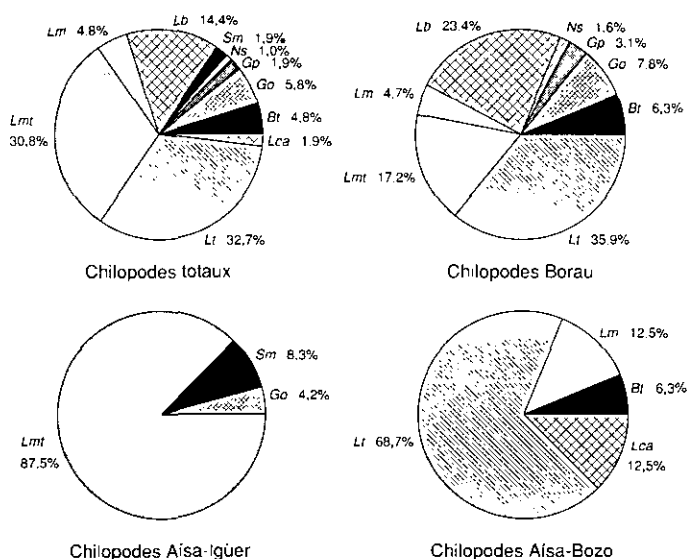 Lb 14,4%
Sm 1,9%
Ns 1,0%
Gp 1,9%
Go 5,8%
Bt 4,8%
Lca 1.9%
Lt 32,7%
Lmt
30,8%
Lm 4.8%
Chilopodes totaux
Lb 23.4%
Ns 1.6%
Gp 3.1%
Go 7.8%
Bt 6,3%
Lt 35.9%
Lmt 17.2%
Lm 4.7%
Chilopodes Borau
Sm 8.3%
Go 4,2%
Lmt
87.5%
Chilopodes Aísa-Igüer
Lm 12.5%
Bt 6,3%
Lca
12,5%
Lt 68,7%
Chilopodes Aísa-Bozo